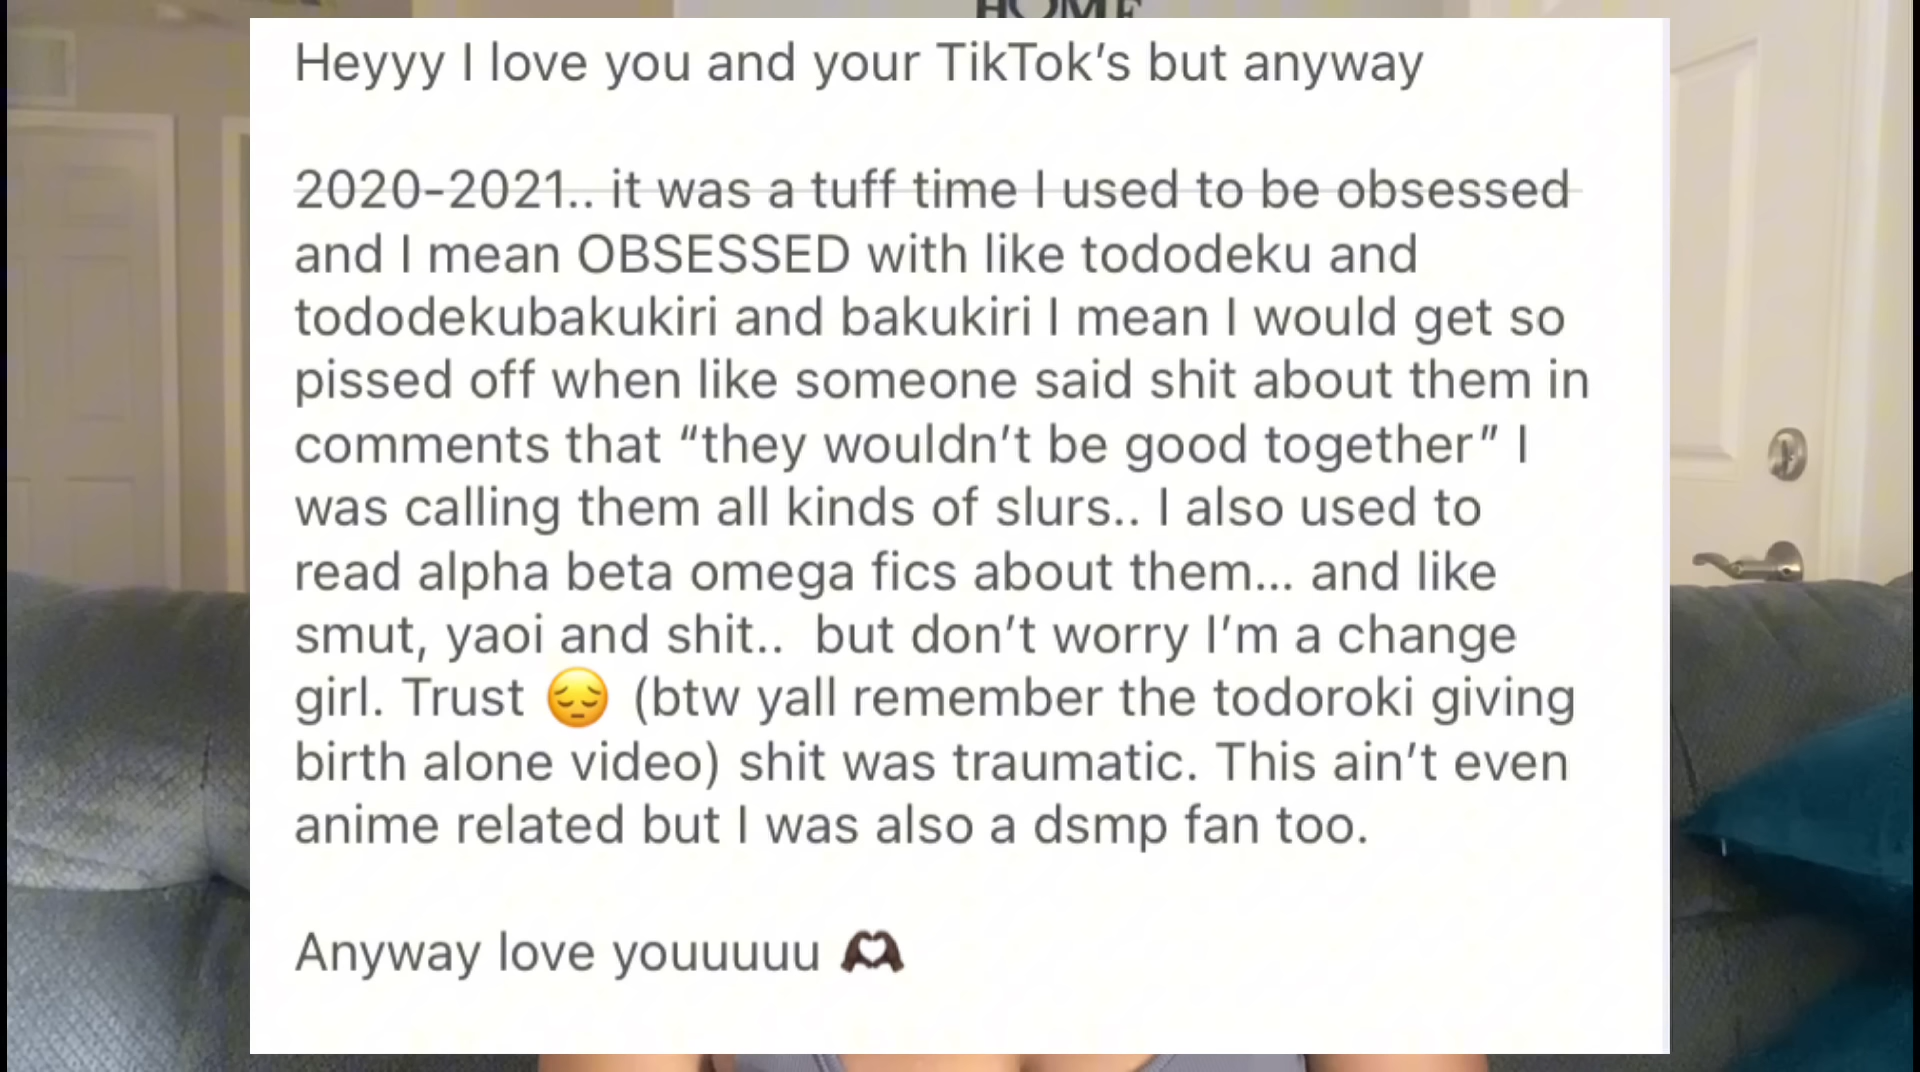 HOME
Heyyy I love you and your TikTok’s but anyway
2020-2021.. it was a tuff time I used to be obsessed
and I mean OBSESSED with like tododeku and
tododekubakukiri and bakukiri I mean I would get so
pissed off when like someone said shit about them in
comments that “they wouldn’t be good together” I
was calling them all kinds of slurs.. I also used to
read alpha beta omega fics about them... and like
smut, yaoi and shit..  but don’t worry I’m a change
girl. Trust 😔 (btw yall remember the todoroki giving
birth alone video) shit was traumatic. This ain’t even
anime related but I was also a dsmp fan too.
Anyway love youuuuu 🫶🏿